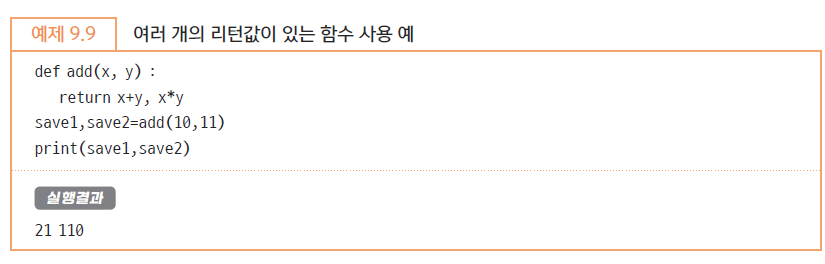 예제 9.9 여러 개의 리턴값이 있는 함수 사용 예
def add(x, y) :
return x+y, x*y
save1,save2=add(10,11)
print(save1,save2)
실행결과
21 110